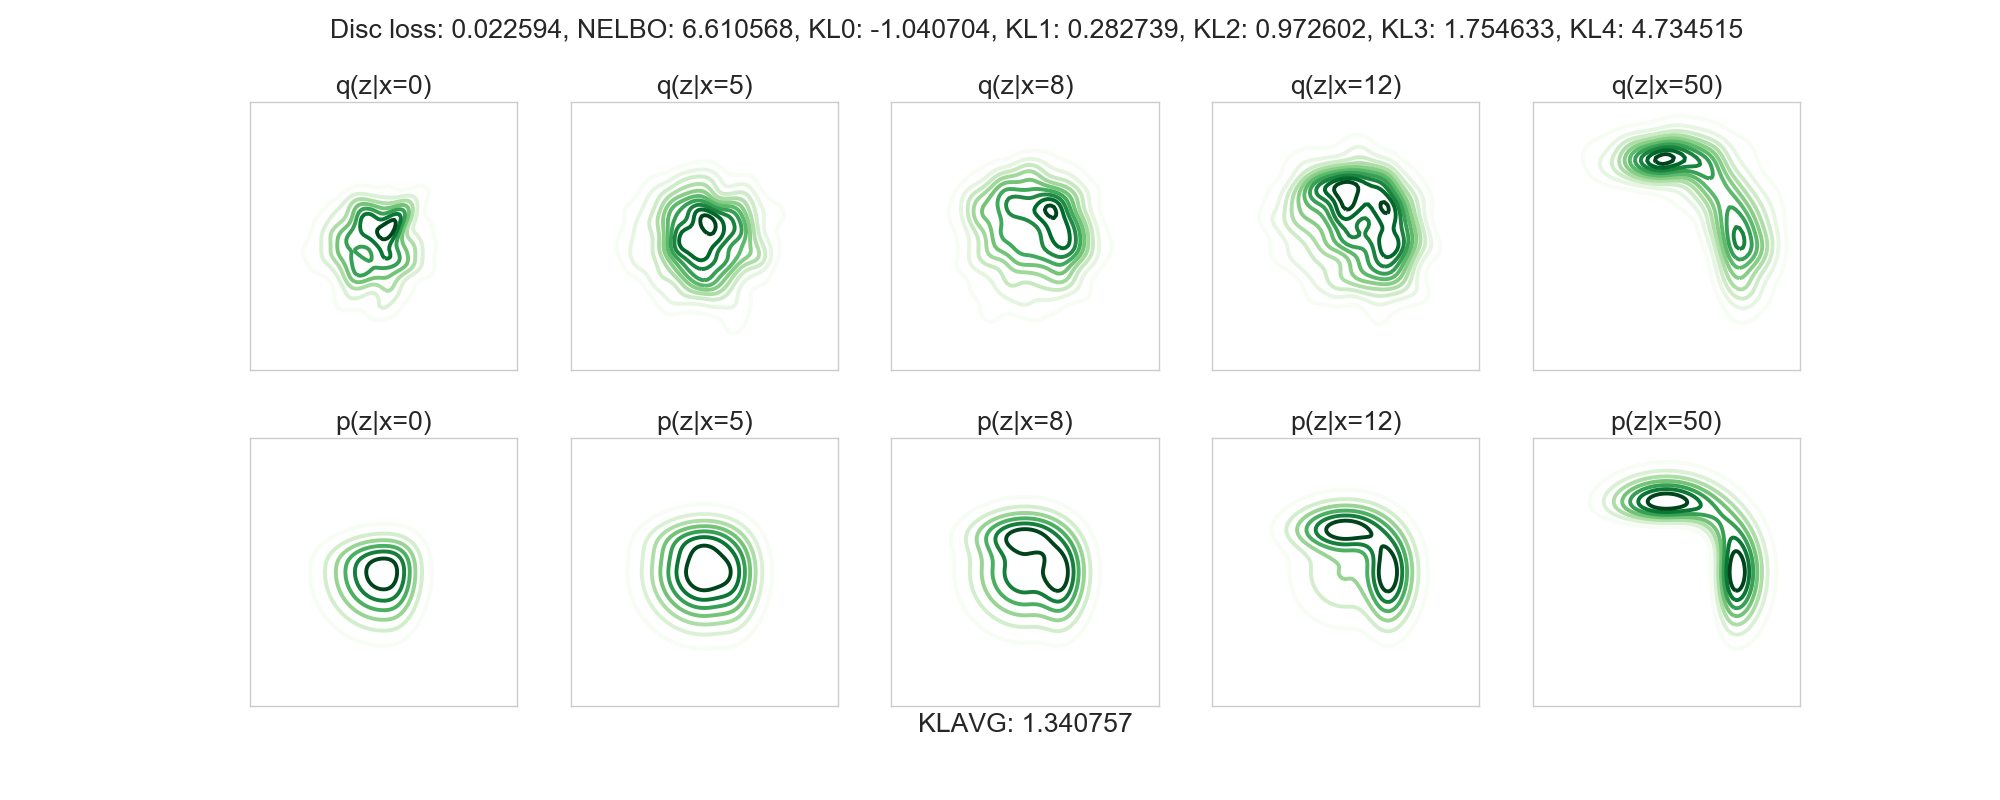 Disc loss: 0.022594, NELBO: 6.610568, KL0: -1.040704, KL1: 0.282739, KL2: 0.972602, KL3: 1.754633, KL4: 4.734515
q(z|x=0) q(z|x=5) q(z|x=8) q(z|x=12) q(z|x=50)
p(z|x=0) p(z|x=5) p(z|x=8) p(z|x=12) p(z|x=50)
KLAVG: 1.340757